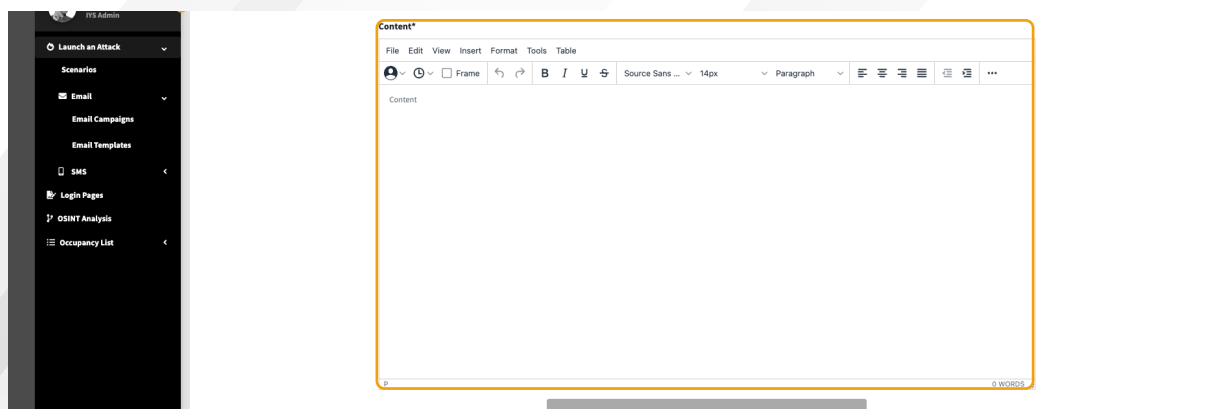 IYS Admin
Launch an Attack
Scenarios
Email
Email Campaigns
Email Templates
SMS
Login Pages
OSINT Analysis
Occupancy List
Content*
File Edit View Insert Format Tools Table
Frame B I U S Source Sans ... 14px Paragraph ...
Content
P 0 WORDS